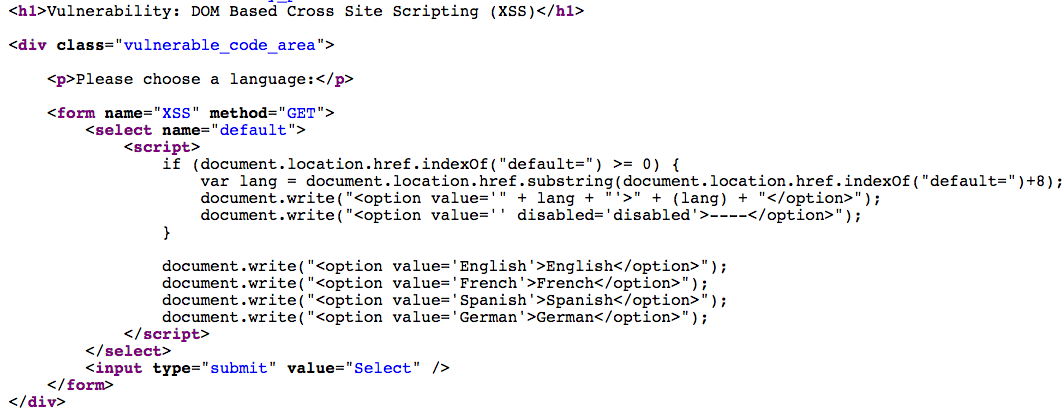 <h1>Vulnerability: DOM Based Cross Site Scripting (XSS)</h1>
<div class="vulnerable_code_area">
<p>Please choose a language:</p>
<form name="XSS" method="GET">
<select name="default">
<script>
if (document.location.href.indexOf("default=") >= 0) {
var lang = document.location.href.substring(document.location.href.indexOf("default=")+8);
document.write("<option value='" + lang + "'>" + (lang) + "</option>");
document.write("<option value='' disabled='disabled'>----</option>");
}
document.write("<option value='English'>English</option>");
document.write("<option value='French'>French</option>");
document.write("<option value='Spanish'>Spanish</option>");
document.write("<option value='German'>German</option>");
</script>
</select>
<input type="submit" value="Select" />
</form>
</div>